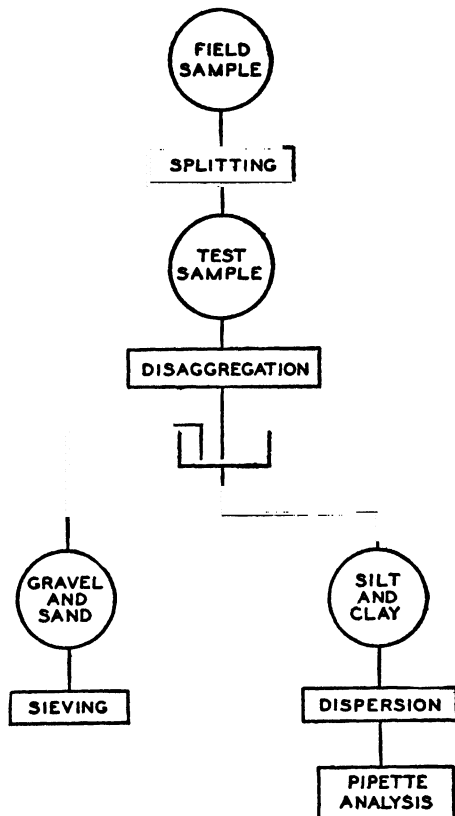 FIELD
SAMPLE
SPLITTING
TEST
SAMPLE
DISAGGREGATION
GRAVEL
AND
SAND
SILT
AND
CLAY
SIEVING
DISPERSION
PIPETTE
ANALYSIS